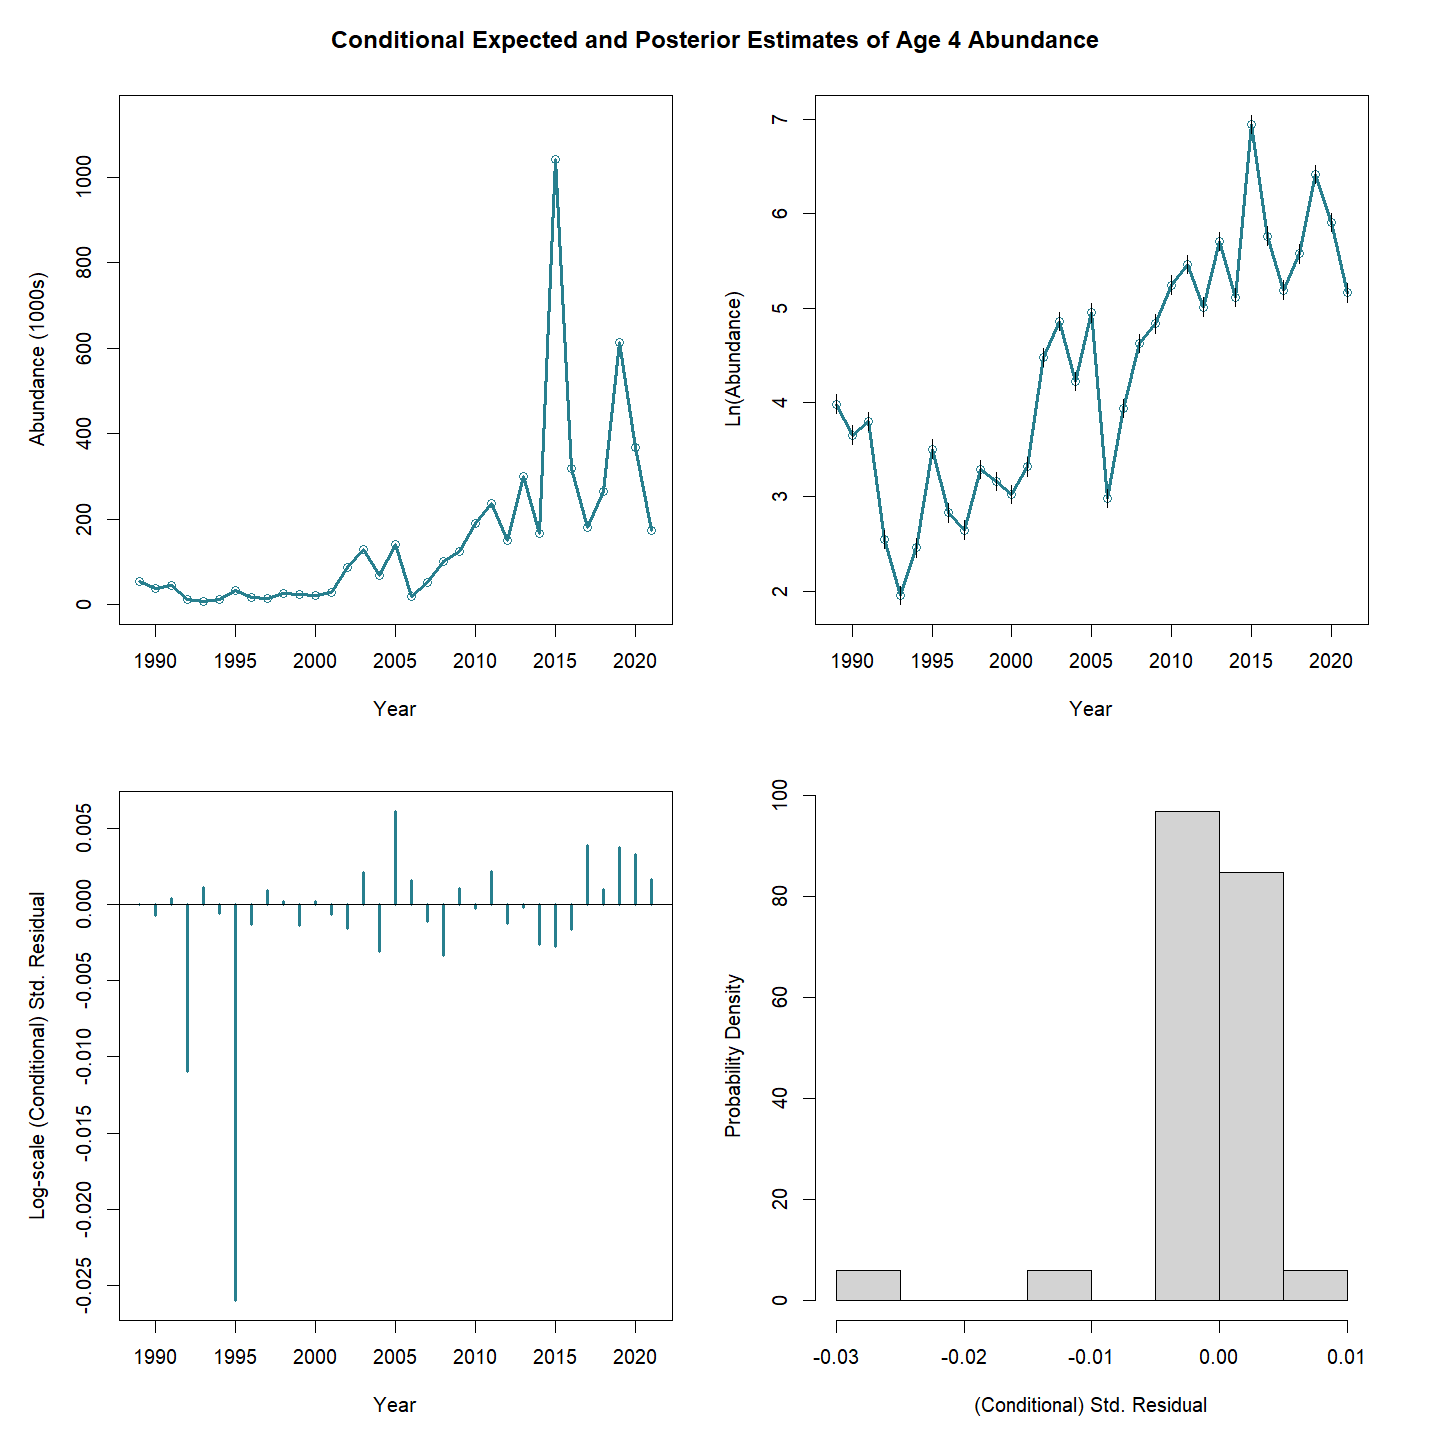 Conditional Expected and Posterior Estimates of Age 4 Abundance
Abundance (1000s)
0 200 400 600 800 1000
1990 1995 2000 2005 2010 2015 2020
Year
Ln(Abundance)
2 3 4 5 6 7
1990 1995 2000 2005 2010 2015 2020
Year
Log-scale (Conditional) Std. Residual
-0.025 -0.020 -0.015 -0.010 -0.005 0.000 0.005
1990 1995 2000 2005 2010 2015 2020
Year
Probability Density
0 20 40 60 80 100
-0.03 -0.02 -0.01 0.00 0.01
(Conditional) Std. Residual